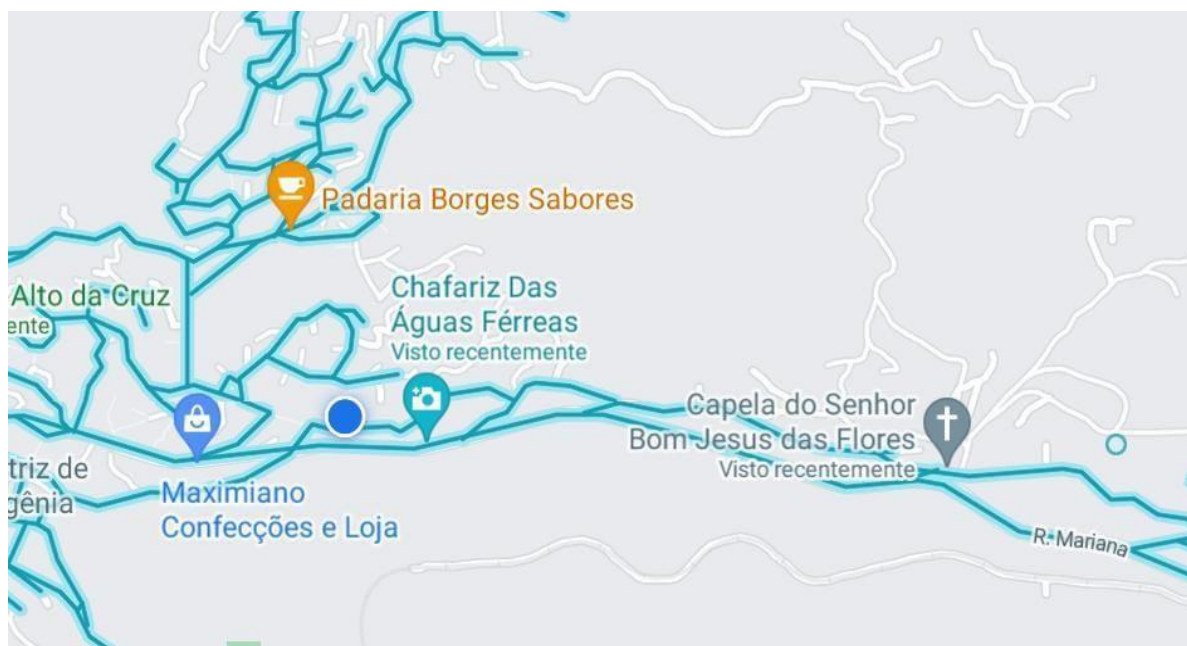 Padaria Borges Sabores
Alto da Cruz
ente
Chafariz Das
Águas Férreas
Visto recentemente
Capela do Senhor
Bom Jesus das Flores
Visto recentemente
triz de
gênia
Maximiano
Confecções e Loja
R. Mariana